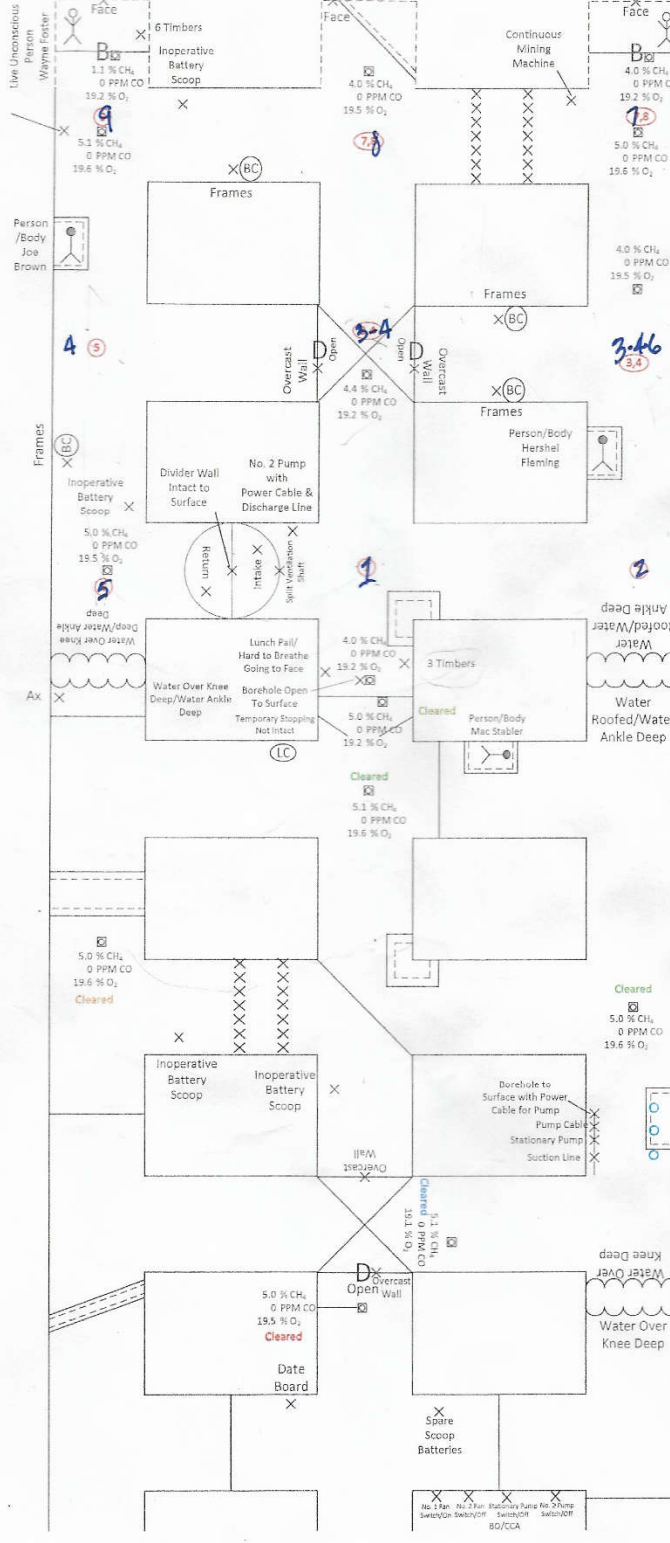 Face
Face
Face
Live Unconscious
Person
Wayne Foster
6 Timbers
Inoperative
Battery
Scoop
Continuous
Mining
Machine
B
1.1 % CH₄
0 PPM CO
19.2 % O₂
9
5.1 % CH₄
0 PPM CO
19.6 % O₂
4.0 % CH₄
0 PPM CO
19.5 % O₂
8
B
4.0 % CH₄
0 PPM CO
19.2 % O₂
7
7,8
5.0 % CH₄
0 PPM CO
19.6 % O₂
BC
Frames
Person
/Body
Joe
Brown
4.0 % CH₄
0 PPM CO
19.5 % O₂
Frames
BC
4
5
3-4
D
Open
Overcast
Wall
D
Open
Overcast
Wall
4.4 % CH₄
0 PPM CO
19.2 % O₂
3-4-6
3,4
BC
Frames
Person/Body
Hershel
Fleming
Frames
BC
Inoperative
Battery
Scoop
5.0 % CH₄
0 PPM CO
19.5 % O₂
5
Divider Wall
Intact to
Surface
No. 2 Pump
with
Power Cable &
Discharge Line
Return
Intake
Split Ventilation
Shaft
1
2
Water Over Knee
Deep/Water Ankle
Deep
Ax
Water Over Knee
Deep/Water Ankle
Deep
Lunch Pail/
Hard to Breathe
Going to Face
Borehole Open
To Surface
Temporary Stopping
Not Intact
4.0 % CH₄
0 PPM CO
19.2 % O₂
5.0 % CH₄
0 PPM CO
19.2 % O₂
3 Timbers
Cleared
Person/Body
Mac Stabler
Water
Roofed/Water
Ankle Deep
Water
Roofed/Water
Ankle Deep
LC
Cleared
5.1 % CH₄
0 PPM CO
19.6 % O₂
5.0 % CH₄
0 PPM CO
19.6 % O₂
Cleared
Cleared
5.0 % CH₄
0 PPM CO
19.6 % O₂
Inoperative
Battery
Scoop
Inoperative
Battery
Scoop
Borehole to
Surface with Power
Cable for Pump
Pump Cable
Stationary Pump
Suction Line
Overcast
Wall
Cleared
5.1 % CH₄
0 PPM CO
19.1 % O₂
D
Open
Overcast
Wall
5.0 % CH₄
0 PPM CO
19.5 % O₂
Cleared
Water Over
Knee Deep
Water Over
Knee Deep
Date
Board
Spare
Scoop
Batteries
No. 1 Fan
Switch/On
No. 2 Fan
Switch/Off
Stationary Pump
Switch/Off
No. 2 Pump
Switch/Off
BO/CCA